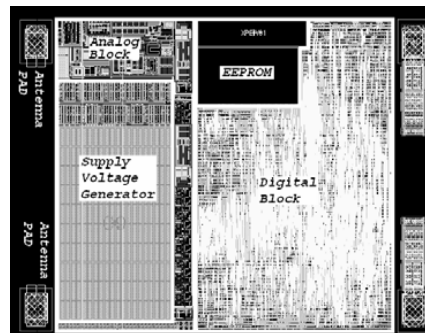 Analog
Block
EEPROM
Antenna
PAD
Supply
Voltage
Generator
Digital
Block
Antenna
PAD